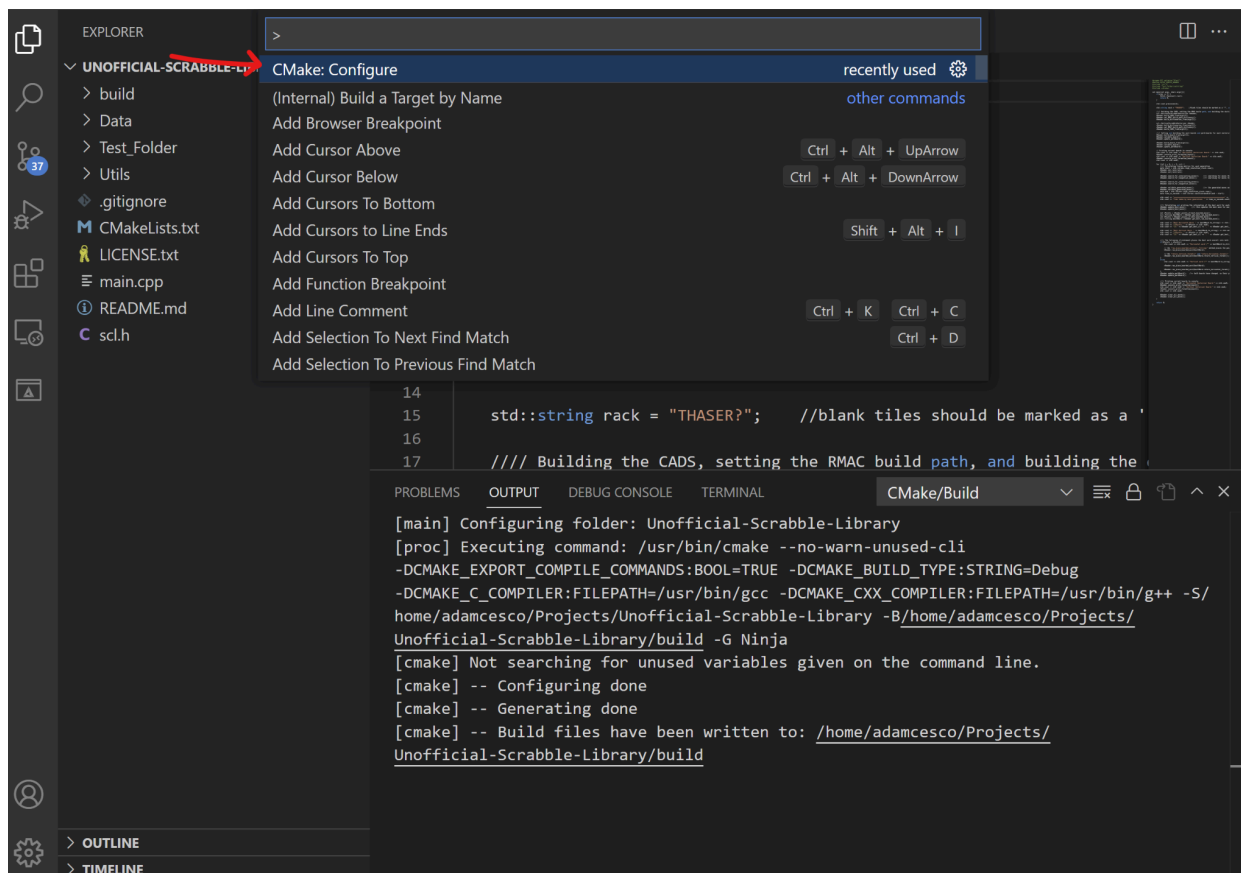 EXPLORER
UNOFFICIAL-SCRABBLE-LI
build
Data
Test_Folder
Utils
.gitignore
M CMakeLists.txt
LICENSE.txt
main.cpp
README.md
C scl.h
37
OUTLINE
TIMELINE
>
CMake: Configure recently used
(Internal) Build a Target by Name other commands
Add Browser Breakpoint
Add Cursor Above Ctrl + Alt + UpArrow
Add Cursor Below Ctrl + Alt + DownArrow
Add Cursors To Bottom
Add Cursors to Line Ends Shift + Alt + I
Add Cursors To Top
Add Function Breakpoint
Add Line Comment Ctrl + K Ctrl + C
Add Selection To Next Find Match Ctrl + D
Add Selection To Previous Find Match
14
15 std::string rack = "THASER?"; //blank tiles should be marked as a '
16
17 //// Building the CADS, setting the RMAC build path, and building the
PROBLEMS OUTPUT DEBUG CONSOLE TERMINAL CMake/Build
[main] Configuring folder: Unofficial-Scrabble-Library
[proc] Executing command: /usr/bin/cmake --no-warn-unused-cli
-DCMAKE_EXPORT_COMPILE_COMMANDS:BOOL=TRUE -DCMAKE_BUILD_TYPE:STRING=Debug
-DCMAKE_C_COMPILER:FILEPATH=/usr/bin/gcc -DCMAKE_CXX_COMPILER:FILEPATH=/usr/bin/g++ -S/
home/adamcesco/Projects/Unofficial-Scrabble-Library -B/home/adamcesco/Projects/
Unofficial-Scrabble-Library/build -G Ninja
[cmake] Not searching for unused variables given on the command line.
[cmake] -- Configuring done
[cmake] -- Generating done
[cmake] -- Build files have been written to: /home/adamcesco/Projects/
Unofficial-Scrabble-Library/build